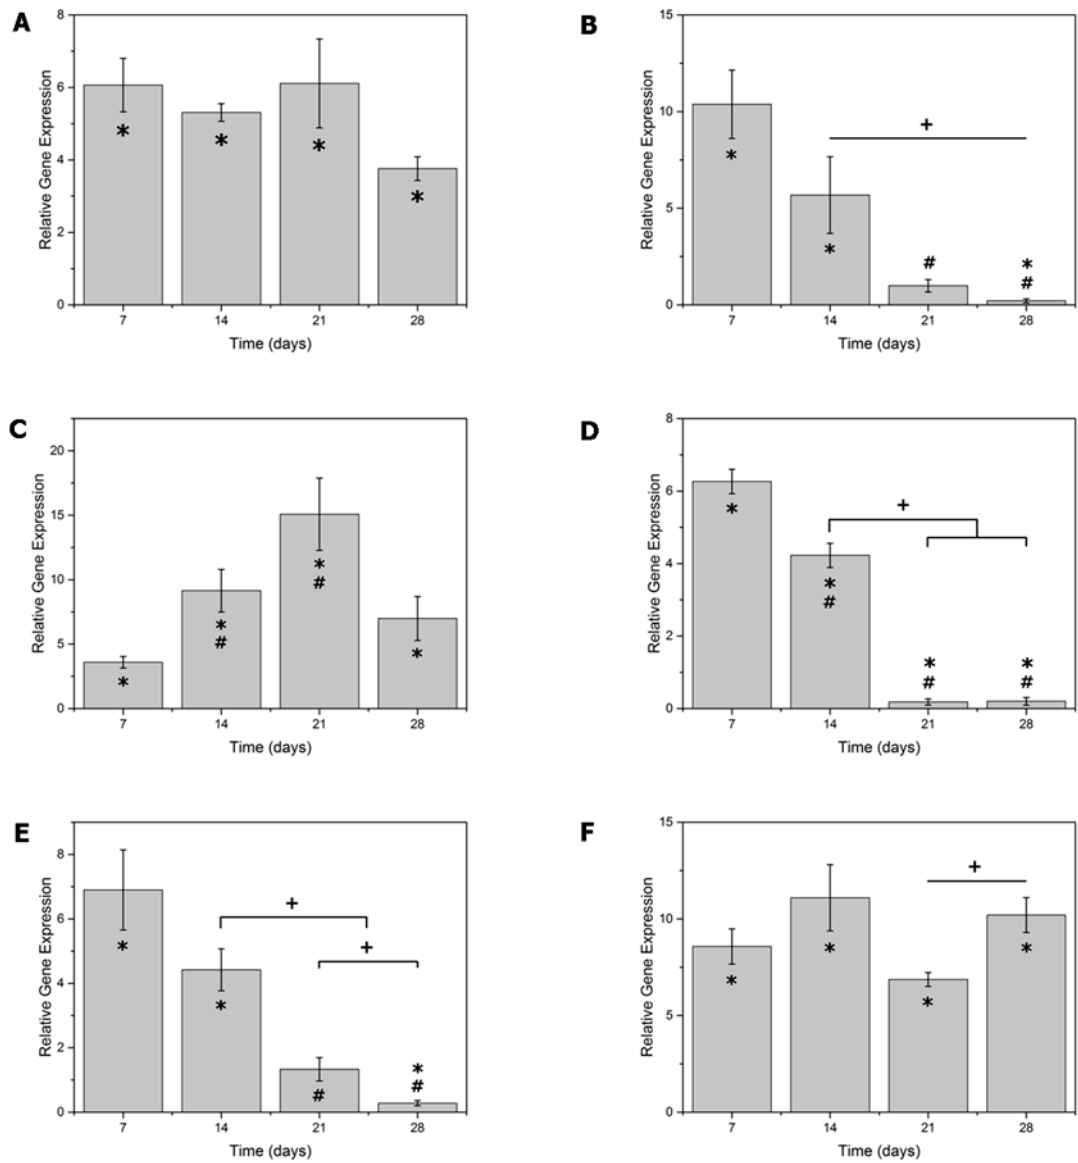 A
Relative Gene Expression
8
6
4
2
0
*
*
*
*
7 14 21 28
Time (days)
B
Relative Gene Expression
15
10
5
0
+
*
*
#
*
#
7 14 21 28
Time (days)
C
Relative Gene Expression
20
15
10
5
0
*
*
#
*
#
*
7 14 21 28
Time (days)
D
Relative Gene Expression
8
6
4
2
0
+
*
*
#
*
#
*
#
7 14 21 28
Time (days)
E
Relative Gene Expression
8
6
4
2
0
+
+
*
*
#
*
#
7 14 21 28
Time (days)
F
Relative Gene Expression
15
10
5
0
+
*
*
*
*
7 14 21 28
Time (days)